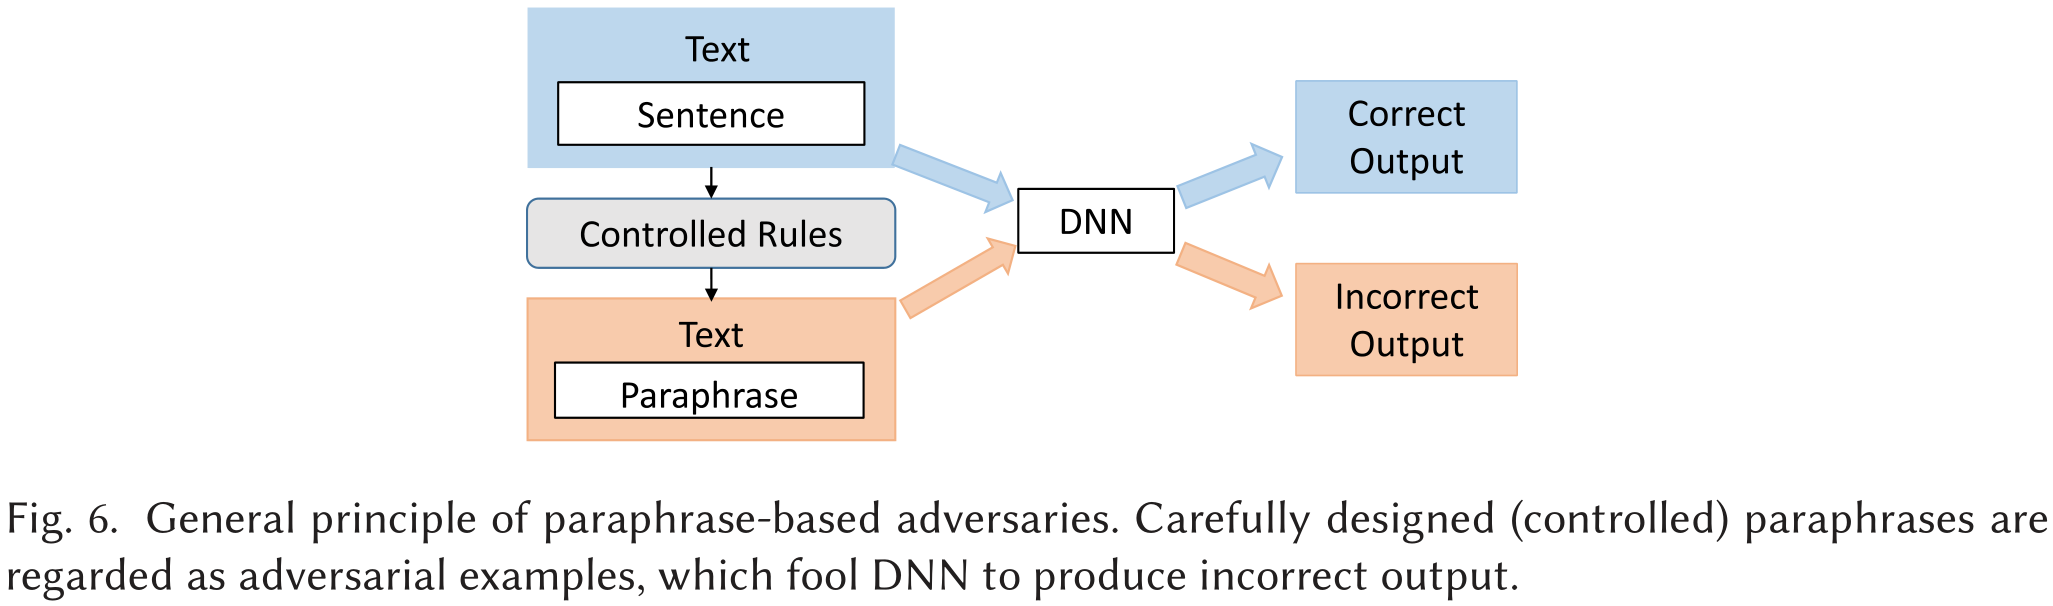 Text
Sentence
Controlled Rules
Text
Paraphrase
DNN
Correct
Output
Incorrect
Output
Fig. 6. General principle of paraphrase-based adversaries. Carefully designed (controlled) paraphrases are
regarded as adversarial examples, which fool DNN to produce incorrect output.